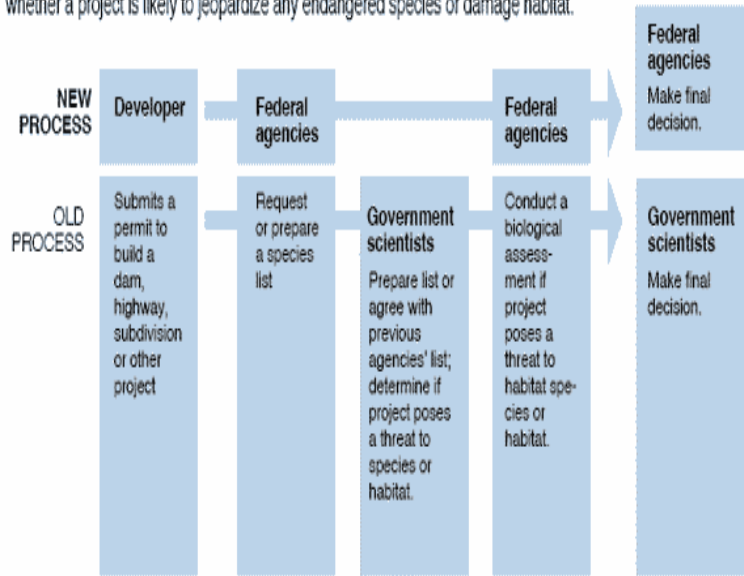 whether a project is likely to jeopardize any endangered species or damage habitat.
NEW
PROCESS
Developer
Federal
agencies
Federal
agencies
Federal
agencies
Make final
decision.
OLD
PROCESS
Submits a
permit to
build a
dam,
highway,
subdivision
or other
project
Request
or prepare
a species
list
Government
scientists
Prepare list or
agree with
previous
agencies' list;
determine if
project poses
a threat to
species or
habitat.
Conduct a
biological
assess-
ment if
project
poses a
threat to
habitat spe-
cies or
habitat.
Government
scientists
Make final
decision.